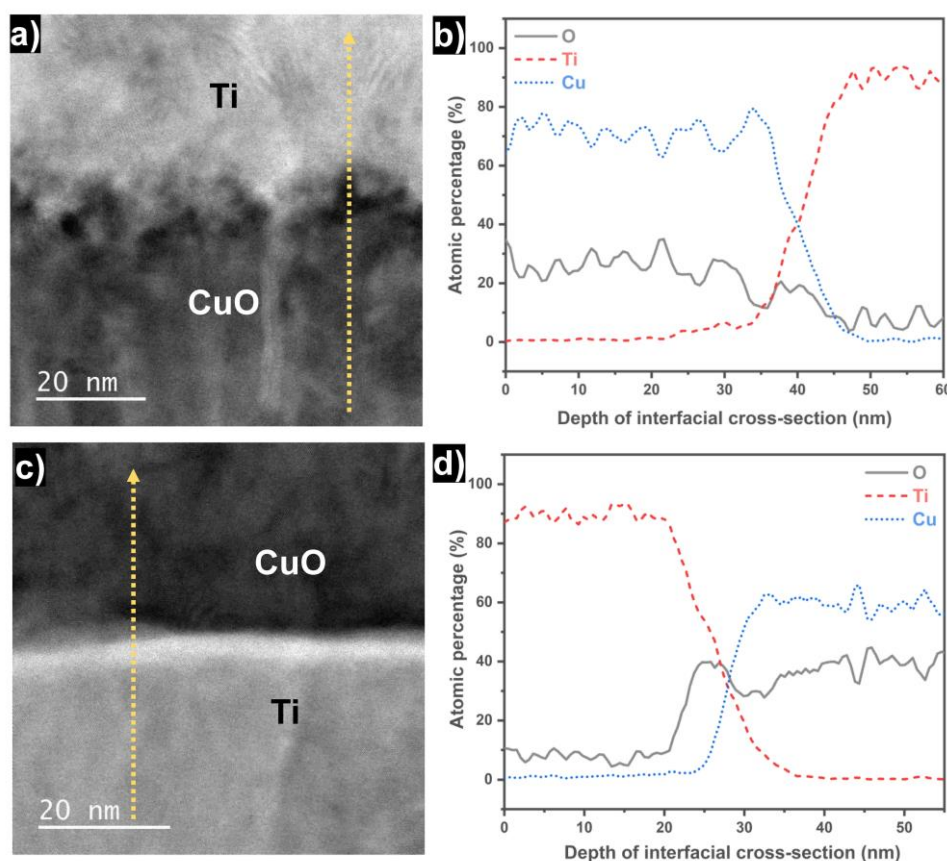 a)
Ti
CuO
20 nm
b)
O
Ti
Cu
100
80
60
40
20
0
Atomic percentage (%)
0 10 20 30 40 50 60
Depth of interfacial cross-section (nm)
c)
CuO
Ti
20 nm
d)
O
Ti
Cu
100
80
60
40
20
0
Atomic percentage (%)
0 10 20 30 40 50
Depth of interfacial cross-section (nm)